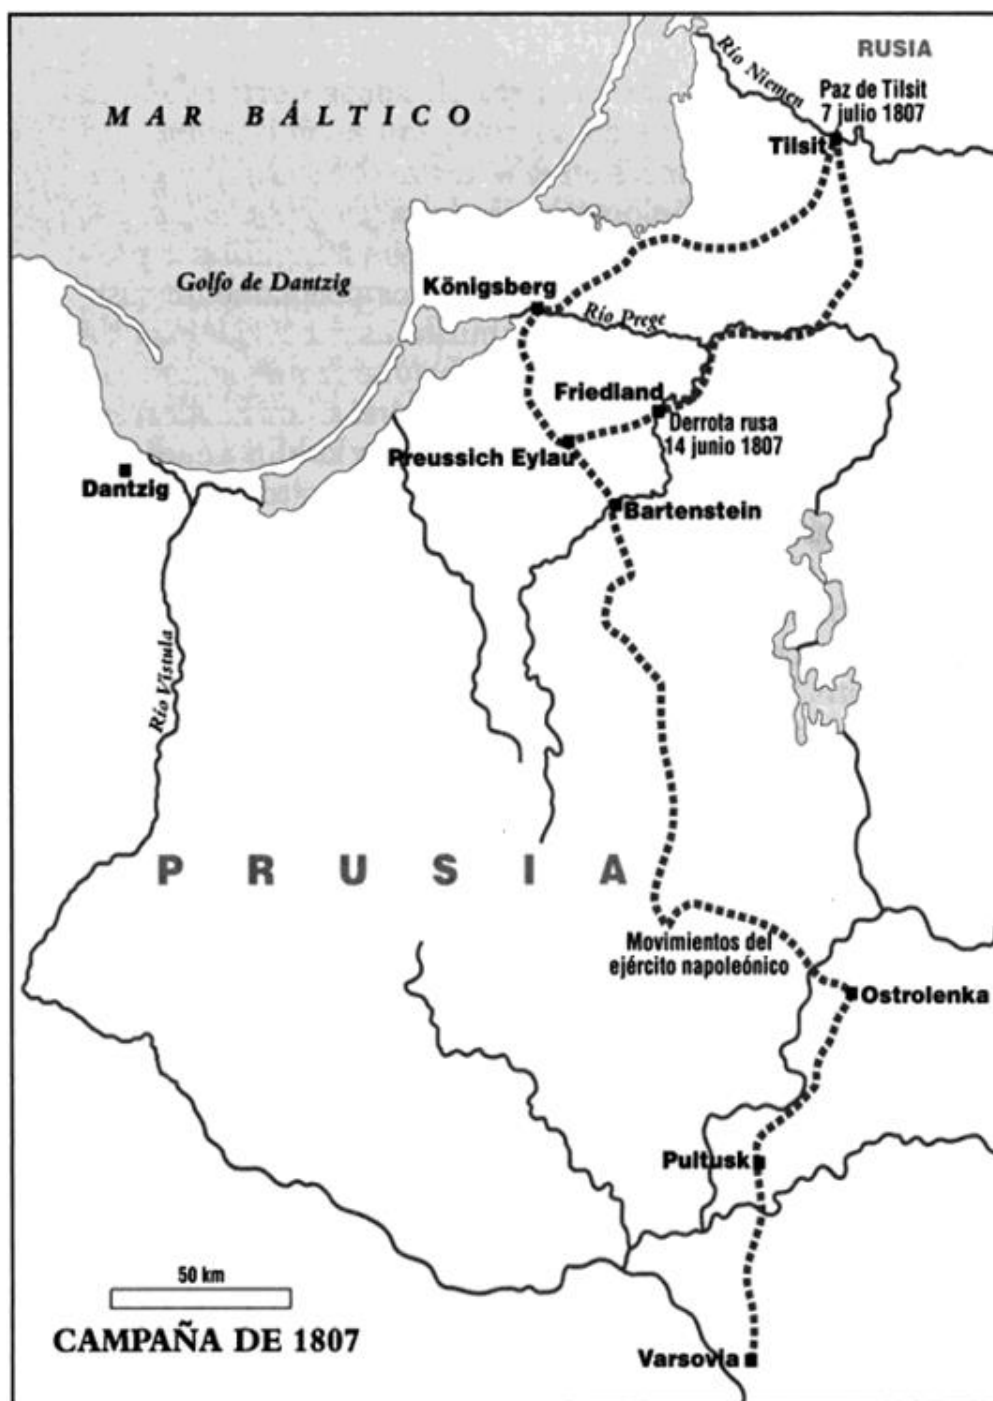 RUSIA
Río Niemen
Paz de Tilsit
7 julio 1807
MAR BÁLTICO
Tilsit
Golfo de Dantzig
Königsberg
Río Prege
Friedland
Derrota rusa
14 junio 1807
Preussich Eylau
Dantzig
Bartenstein
Río Vístula
PRUSIA
Movimientos del
ejército napoleónico
Ostrolenka
Pultusk
50 km
CAMPAÑA DE 1807
Varsovia